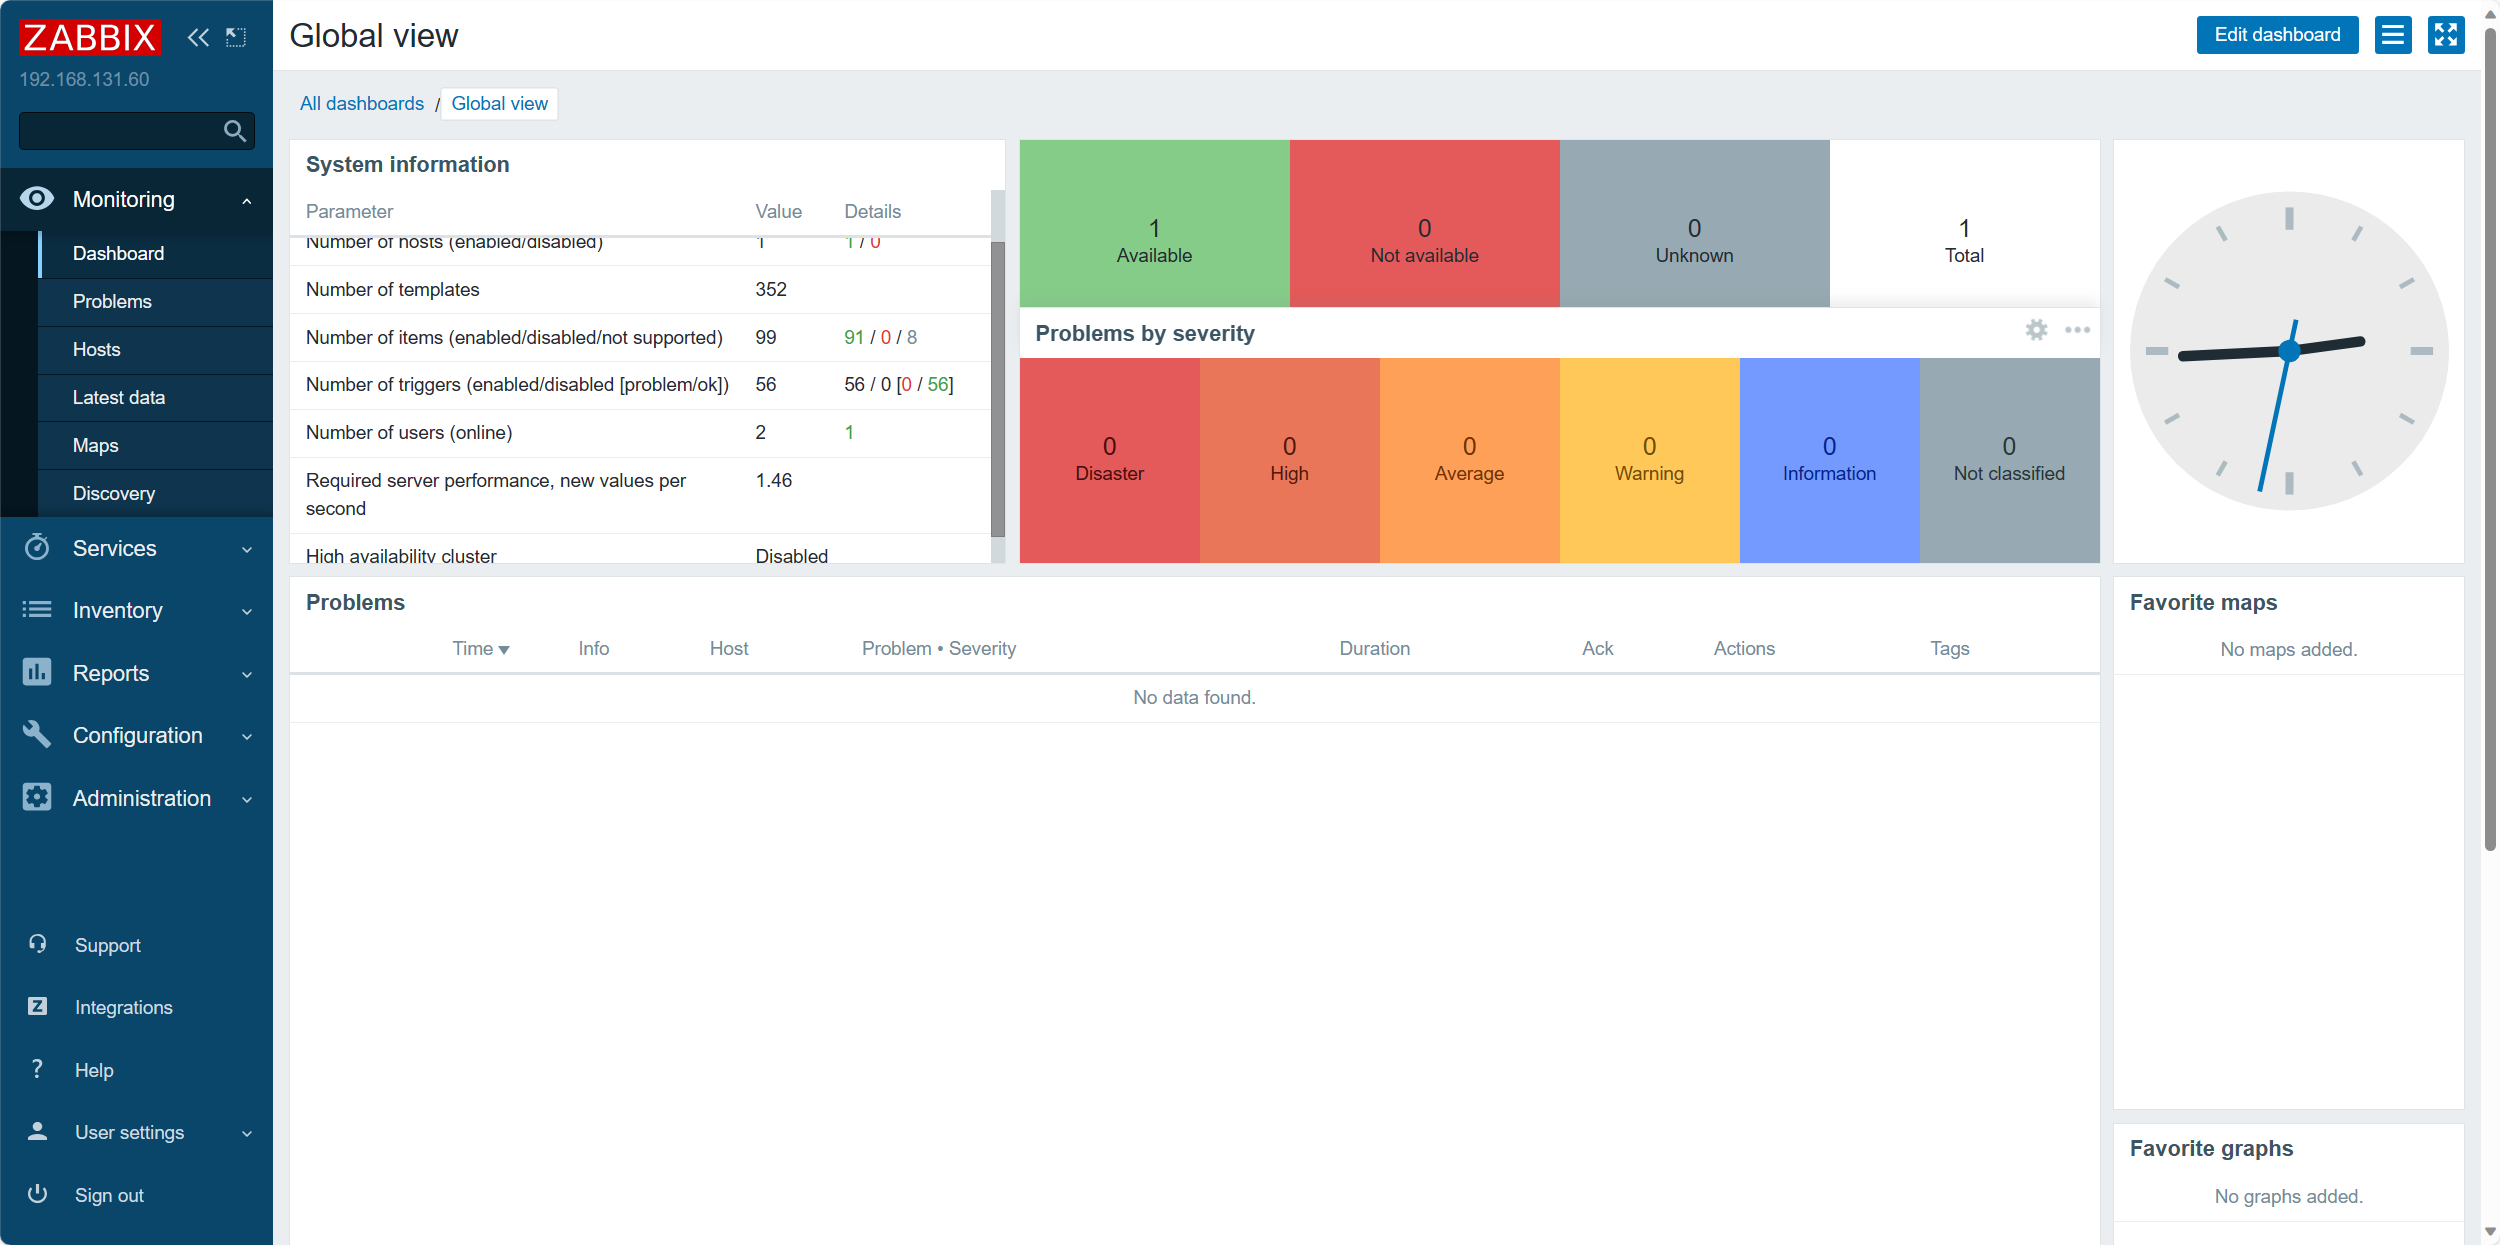 ZABBIX
192.168.131.60
Monitoring
Dashboard
Problems
Hosts
Latest data
Maps
Discovery
Services
Inventory
Reports
Configuration
Administration
Support
Z Integrations
? Help
User settings
Sign out
Global view
Edit dashboard
All dashboards / Global view
System information
Parameter Value Details
Number of hosts (enabled/disabled) 1 1 / 0
Number of templates 352
Number of items (enabled/disabled/not supported) 99 91 / 0 / 8
Number of triggers (enabled/disabled [problem/ok]) 56 56 / 0 [0 / 56]
Number of users (online) 2 1
Required server performance, new values per second 1.46
High availability cluster Disabled
1 Available
0 Not available
0 Unknown
1 Total
Problems by severity
0 Disaster
0 High
0 Average
0 Warning
0 Information
0 Not classified
Problems
Time Info Host Problem • Severity Duration Ack Actions Tags
No data found.
Favorite maps
No maps added.
Favorite graphs
No graphs added.